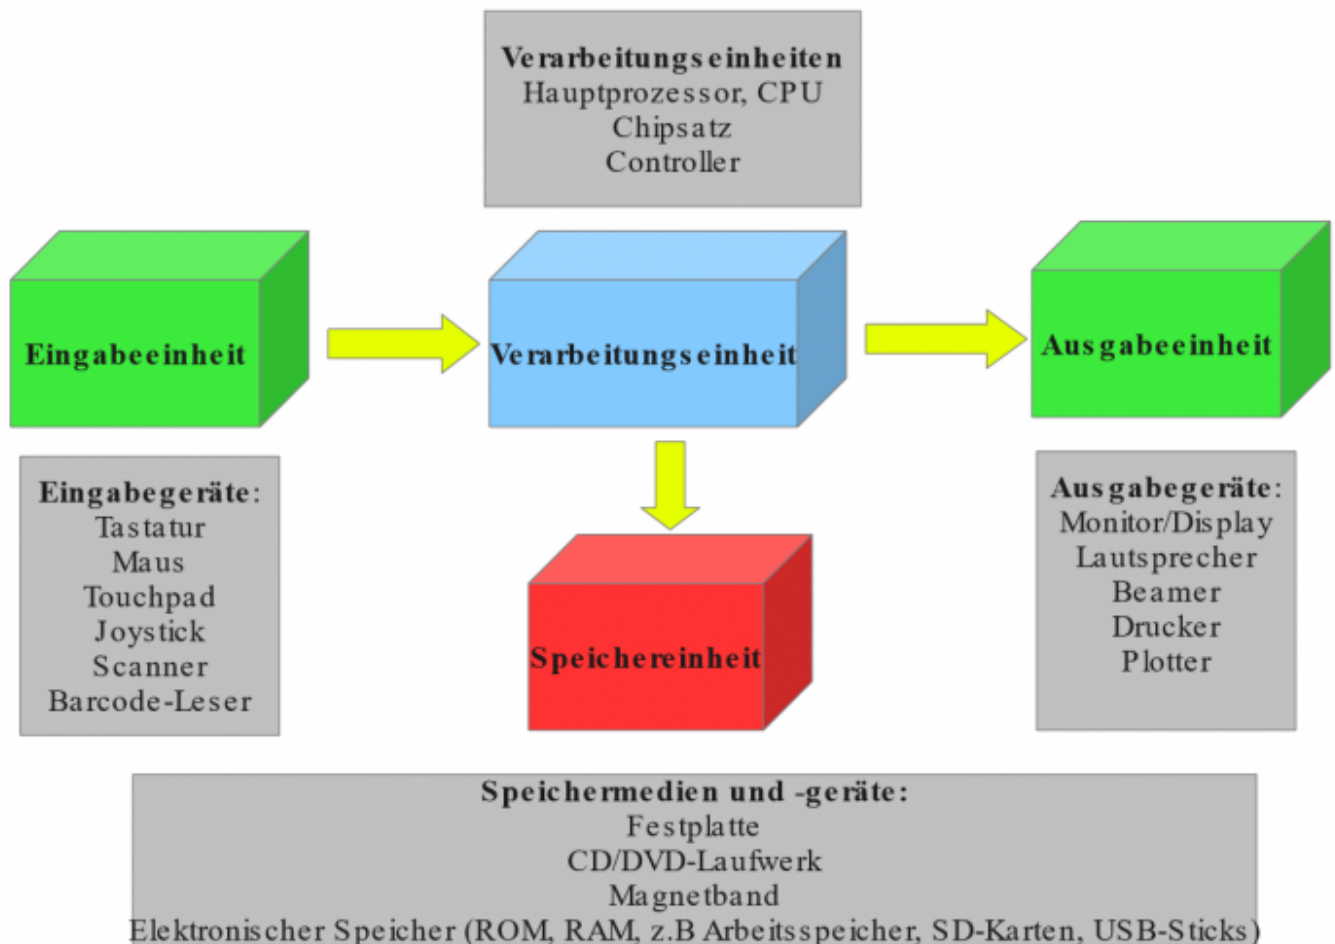 Verarbeitungseinheiten
Hauptprozessor, CPU
Chipsatz
Controller
Eingabeeinheit
Verarbeitungseinheit
Ausgabeeinheit
Eingabegeräte:
Tastatur
Maus
Touchpad
Joystick
Scanner
Barcode-Leser
Speichereinheit
Ausgabegeräte:
Monitor/Display
Lautsprecher
Beamer
Drucker
Plotter
Speichermedien und -geräte:
Festplatte
CD/DVD-Laufwerk
Magnetband
Elektronischer Speicher (ROM, RAM, z.B Arbeitsspeicher, SD-Karten, USB-Sticks)